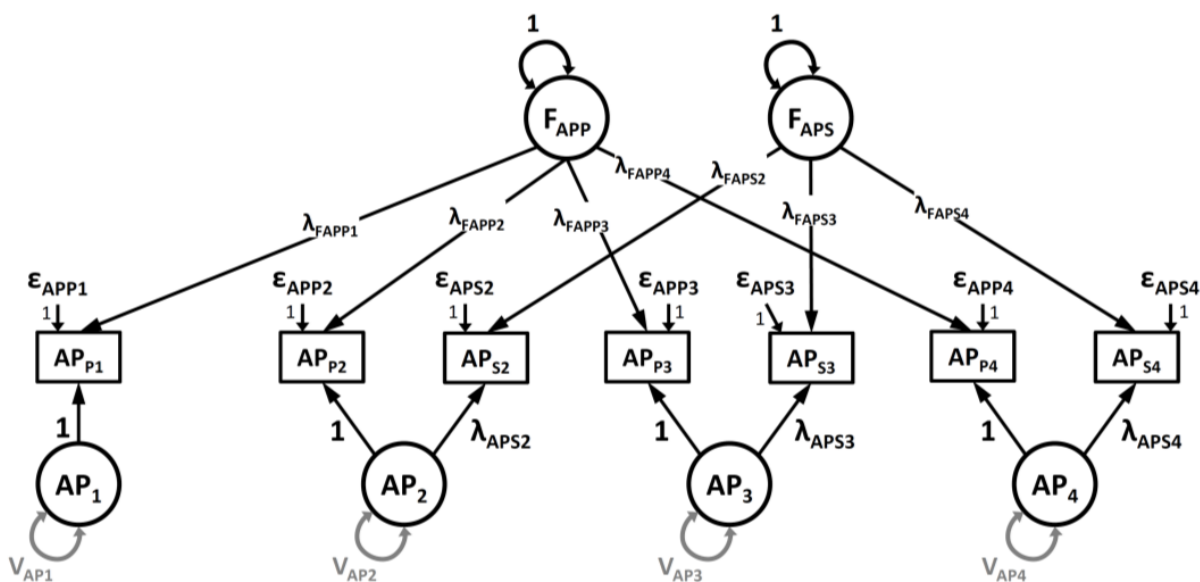 1 1
F_APP F_APS
λ_FAPP4 λ_FAPS2
λ_FAPP1 λ_FAPP2 λ_FAPP3 λ_FAPS3 λ_FAPS4
ε_APP1 ε_APP2 ε_APS2 ε_APP3 ε_APS3 ε_APP4 ε_APS4
1 1 1 1 1 1 1
AP_P1 AP_P2 AP_S2 AP_P3 AP_S3 AP_P4 AP_S4
1 1 λ_APS2 1 λ_APS3 1 λ_APS4
AP_1 AP_2 AP_3 AP_4
V_AP1 V_AP2 V_AP3 V_AP4